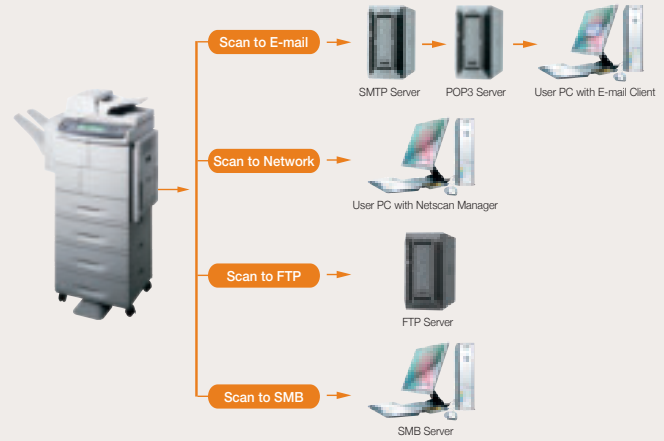 Scan to E-mail
SMTP Server
POP3 Server
User PC with E-mail Client
Scan to Network
User PC with Netscan Manager
Scan to FTP
FTP Server
Scan to SMB
SMB Server